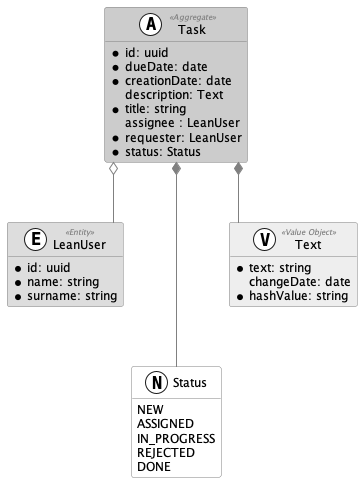 A
«Aggregate»
Task
id: uuid
dueDate: date
creationDate: date
description: Text
title: string
assignee : LeanUser
requester: LeanUser
status: Status
E
«Entity»
LeanUser
id: uuid
name: string
surname: string
V
«Value Object»
Text
text: string
changeDate: date
hashValue: string
N
Status
NEW
ASSIGNED
IN_PROGRESS
REJECTED
DONE